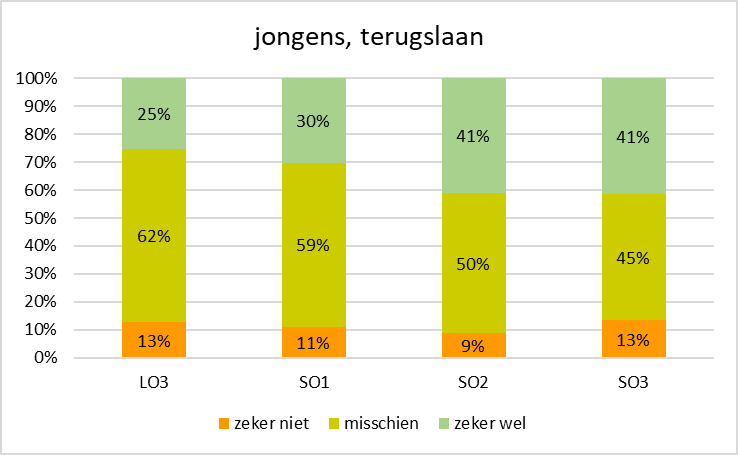 jongens, terugslaan
100%
90%
80%
70%
60%
50%
40%
30%
20%
10%
0%
25% 30% 41% 41%
62% 59% 50% 45%
13% 11% 9% 13%
LO3 SO1 SO2 SO3
zeker niet misschien zeker wel